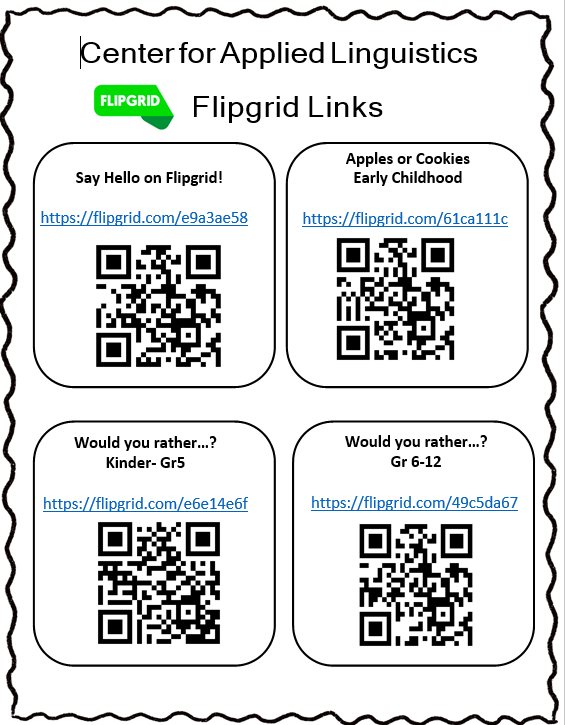 Center for Applied Linguistics
FLIPGRID
Flipgrid Links
Say Hello on Flipgrid!
https://flipgrid.com/e9a3ae58
Apples or Cookies
Early Childhood
https://flipgrid.com/61ca111c
Would you rather...?
Kinder- Gr5
https://flipgrid.com/e6e14e6f
Would you rather...?
Gr 6-12
https://flipgrid.com/49c5da67